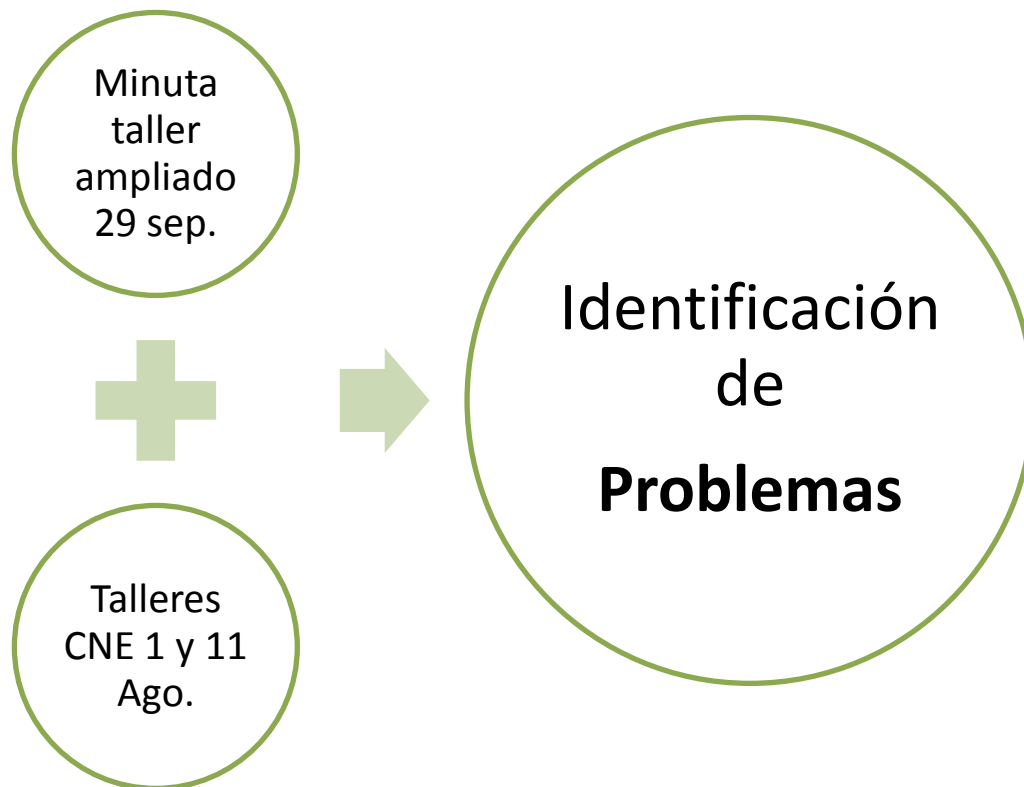 Minuta
taller
ampliado
29 sep.
Talleres
CNE 1 y 11
Ago.
Identificación
de
Problemas